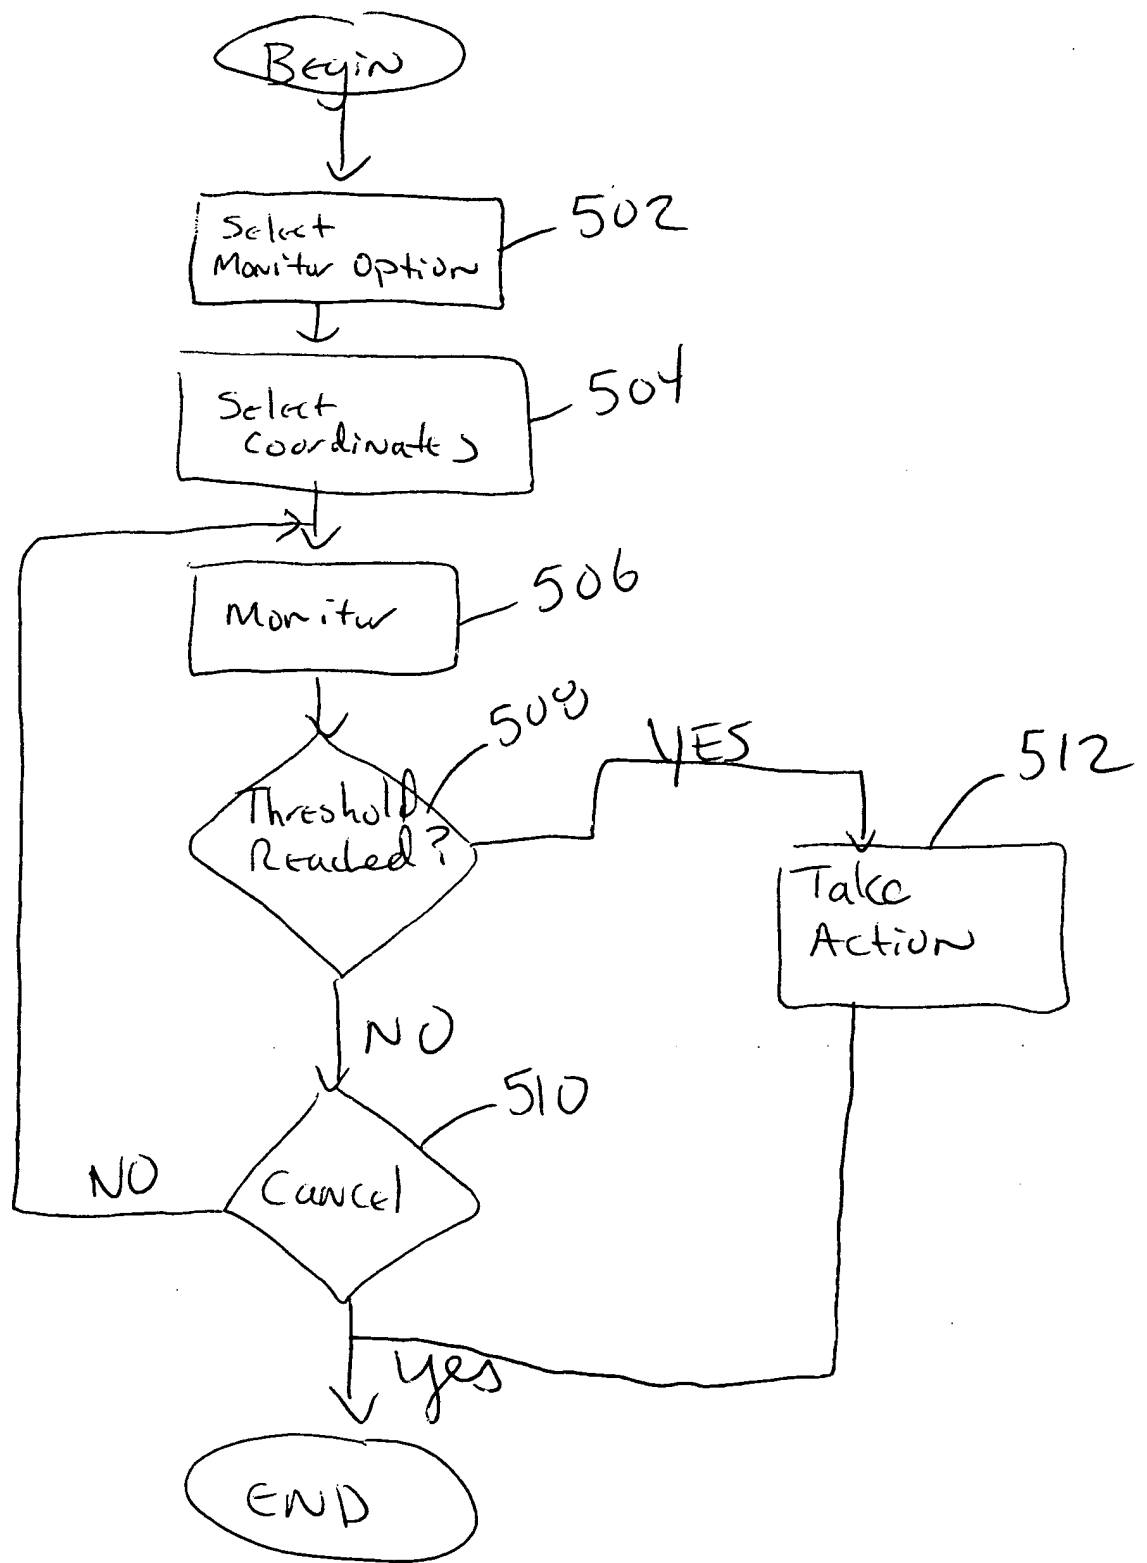 Begin
Select
Monitor Option
502
Select
Coordinates
504
Monitor
506
Threshold
Reached?
508
YES
Take
Action
512
NO
Cancel
510
NO
Yes
END